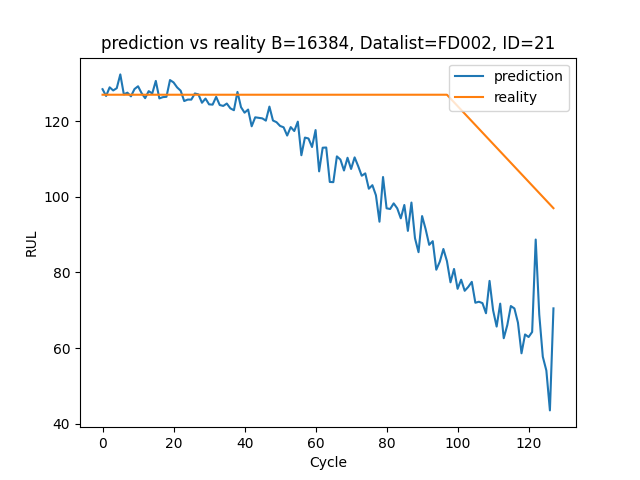 prediction vs reality B=16384, Datalist=FD002, ID=21
prediction
reality
RUL
120
100
80
60
40
0 20 40 60 80 100 120
Cycle